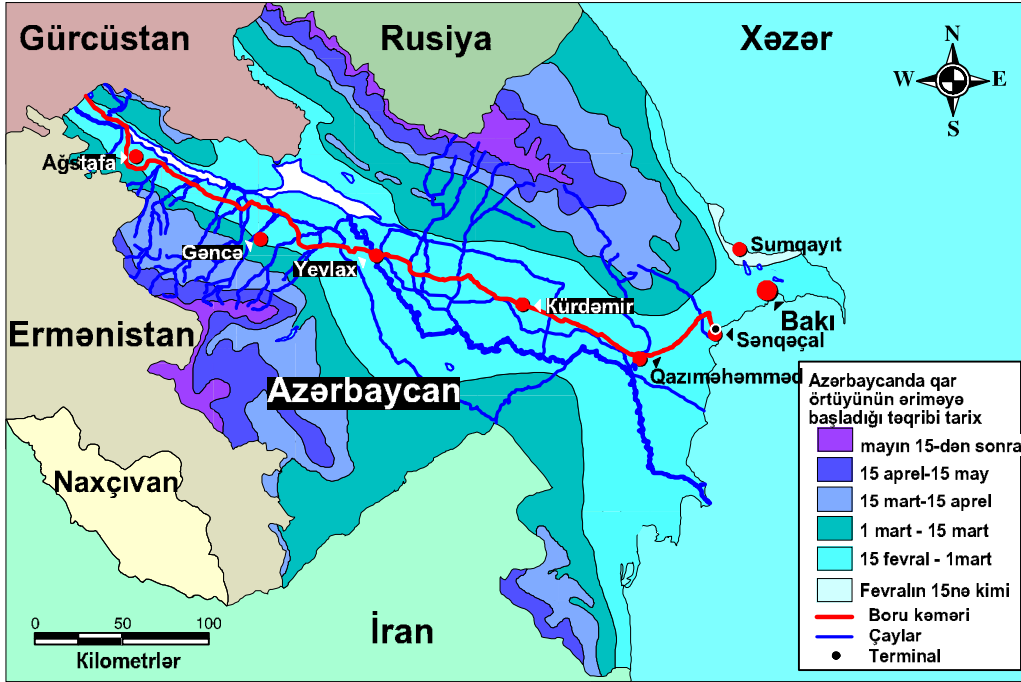 Gürcüstan
Rusiya
Xəzər
N
W
E
S
Ağstafa
Gəncə
Yevlax
Sumqayıt
Bakı
Kürdəmir
Sənqəçal
Ermənistan
Qazıməhəmməd
Azərbaycan
Naxçıvan
İran
0 50 100
Kilometrlər
Azərbaycanda qar
örtüyünün əriməyə
başladığı təqribi tarix
mayın 15-dən sonra
15 aprel-15 may
15 mart-15 aprel
1 mart - 15 mart
15 fevral - 1mart
Fevralın 15nə kimi
Boru kəməri
Çaylar
Terminal